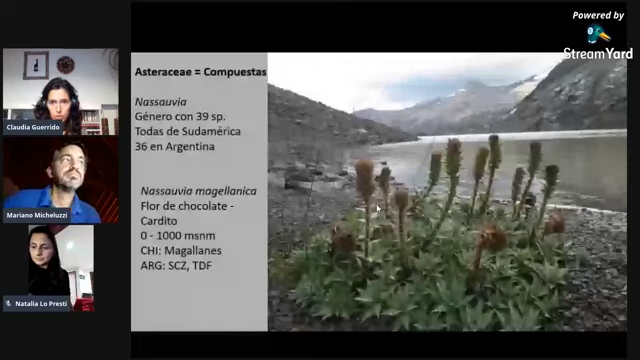 Powered by
StreamYard
Asteraceae = Compuestas
Nassauvia
Género con 39 sp.
Todas de Sudamérica
36 en Argentina
Nassauvia magellanica
Flor de chocolate -
Cardito
0 - 1000 msnm
CHI: Magallanes
ARG: SCZ, TDF
Claudia Guerrido
Mariano Micheluzzi
Natalia Lo Presti